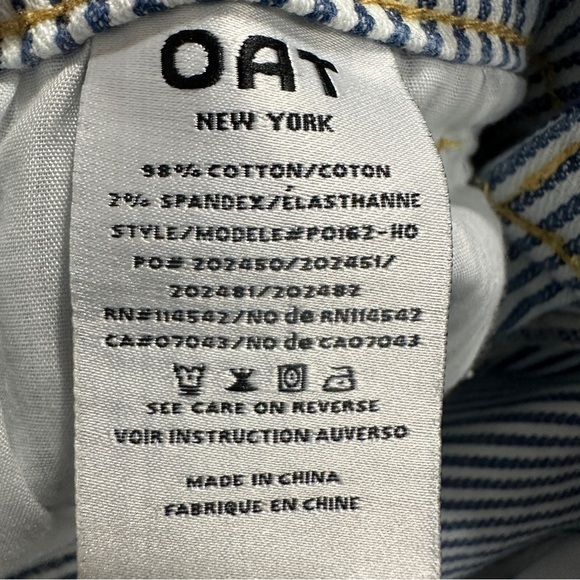 OAT
NEW YORK
98% COTTON/COTON
2% SPANDEX/ÉLASTHANNE
STYLE/MODELE#P0162-H0
PO# 202450/202451/
202481/202482
RN#114542/NO de RN114542
CA#07043/NO de CA07043
SEE CARE ON REVERSE
VOIR INSTRUCTION AUVERSO
MADE IN CHINA
FABRIQUE EN CHINE